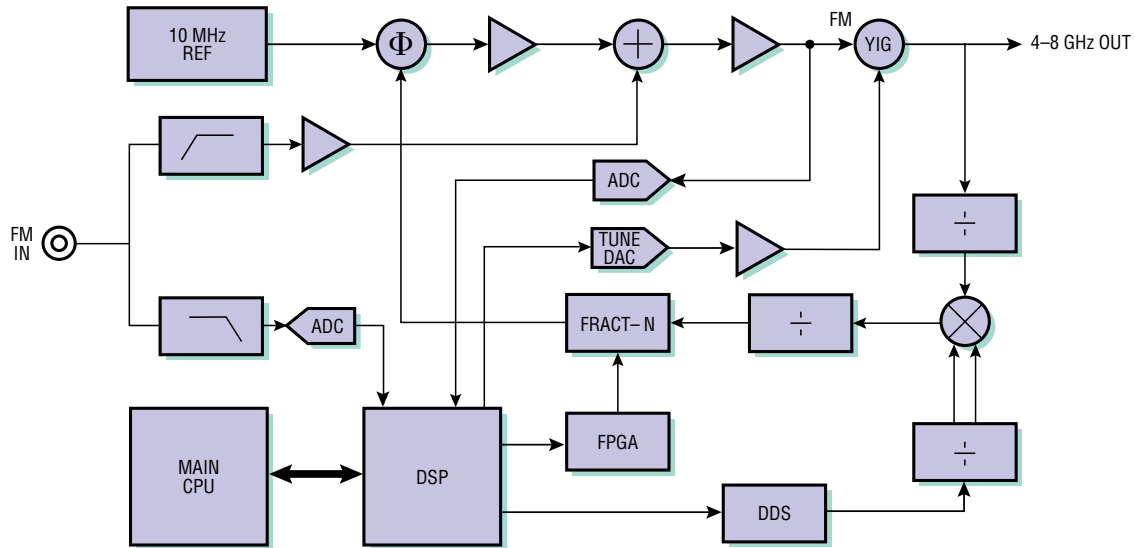 10 MHz
REF
Φ
+
FM
YIG
4–8 GHz OUT
ADC
FM
IN
TUNE
DAC
÷
FRACT– N
÷
ADC
MAIN
CPU
DSP
FPGA
÷
DDS